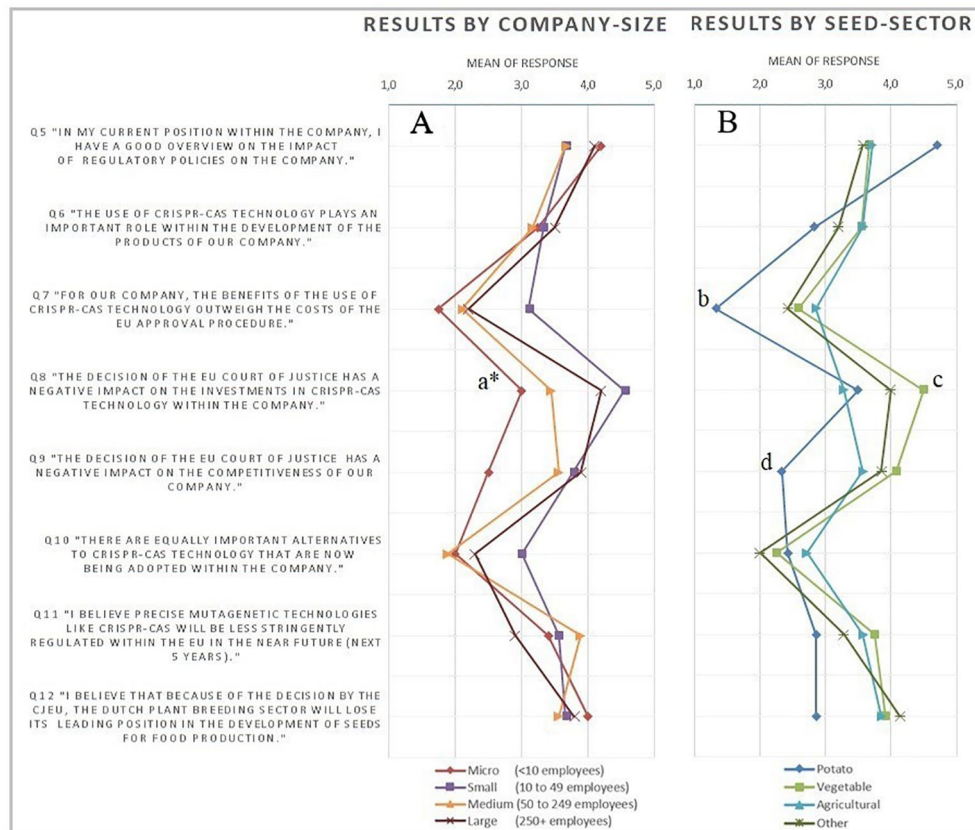 RESULTS BY COMPANY-SIZE
RESULTS BY SEED-SECTOR
MEAN OF RESPONSE
MEAN OF RESPONSE
1,0 2,0 3,0 4,0 5,0
1,0 2,0 3,0 4,0 5,0
A
B
Q5 "IN MY CURRENT POSITION WITHIN THE COMPANY, I
HAVE A GOOD OVERVIEW ON THE IMPACT
OF REGULATORY POLICIES ON THE COMPANY."
Q6 "THE USE OF CRISPR-CAS TECHNOLOGY PLAYS AN
IMPORTANT ROLE WITHIN THE DEVELOPMENT OF THE
PRODUCTS OF OUR COMPANY."
Q7 "FOR OUR COMPANY, THE BENEFITS OF THE USE OF
CRISPR-CAS TECHNOLOGY OUTWEIGH THE COSTS OF THE
EU APPROVAL PROCEDURE."
b
Q8 "THE DECISION OF THE EU COURT OF JUSTICE HAS A
NEGATIVE IMPACT ON THE INVESTMENTS IN CRISPR-CAS
TECHNOLOGY WITHIN THE COMPANY."
a*
c
Q9 "THE DECISION OF THE EU COURT OF JUSTICE HAS A
NEGATIVE IMPACT ON THE COMPETITIVENESS OF OUR
COMPANY."
d
Q10 "THERE ARE EQUALLY IMPORTANT ALTERNATIVES
TO CRISPR-CAS TECHNOLOGY THAT ARE NOW
BEING ADOPTED WITHIN THE COMPANY."
Q11 "I BELIEVE PRECISE MUTAGENETIC TECHNOLOGIES
LIKE CRISPR-CAS WILL BE LESS STRINGENTLY
REGULATED WITHIN THE EU IN THE NEAR FUTURE (NEXT
5 YEARS)."
Q12 "I BELIEVE THAT BECAUSE OF THE DECISION BY THE
CJEU, THE DUTCH PLANT BREEDING SECTOR WILL LOSE
ITS LEADING POSITION IN THE DEVELOPMENT OF SEEDS
FOR FOOD PRODUCTION."
Micro (<10 employees)
Small (10 to 49 employees)
Medium (50 to 249 employees)
Large (250+ employees)
Potato
Vegetable
Agricultural
Other